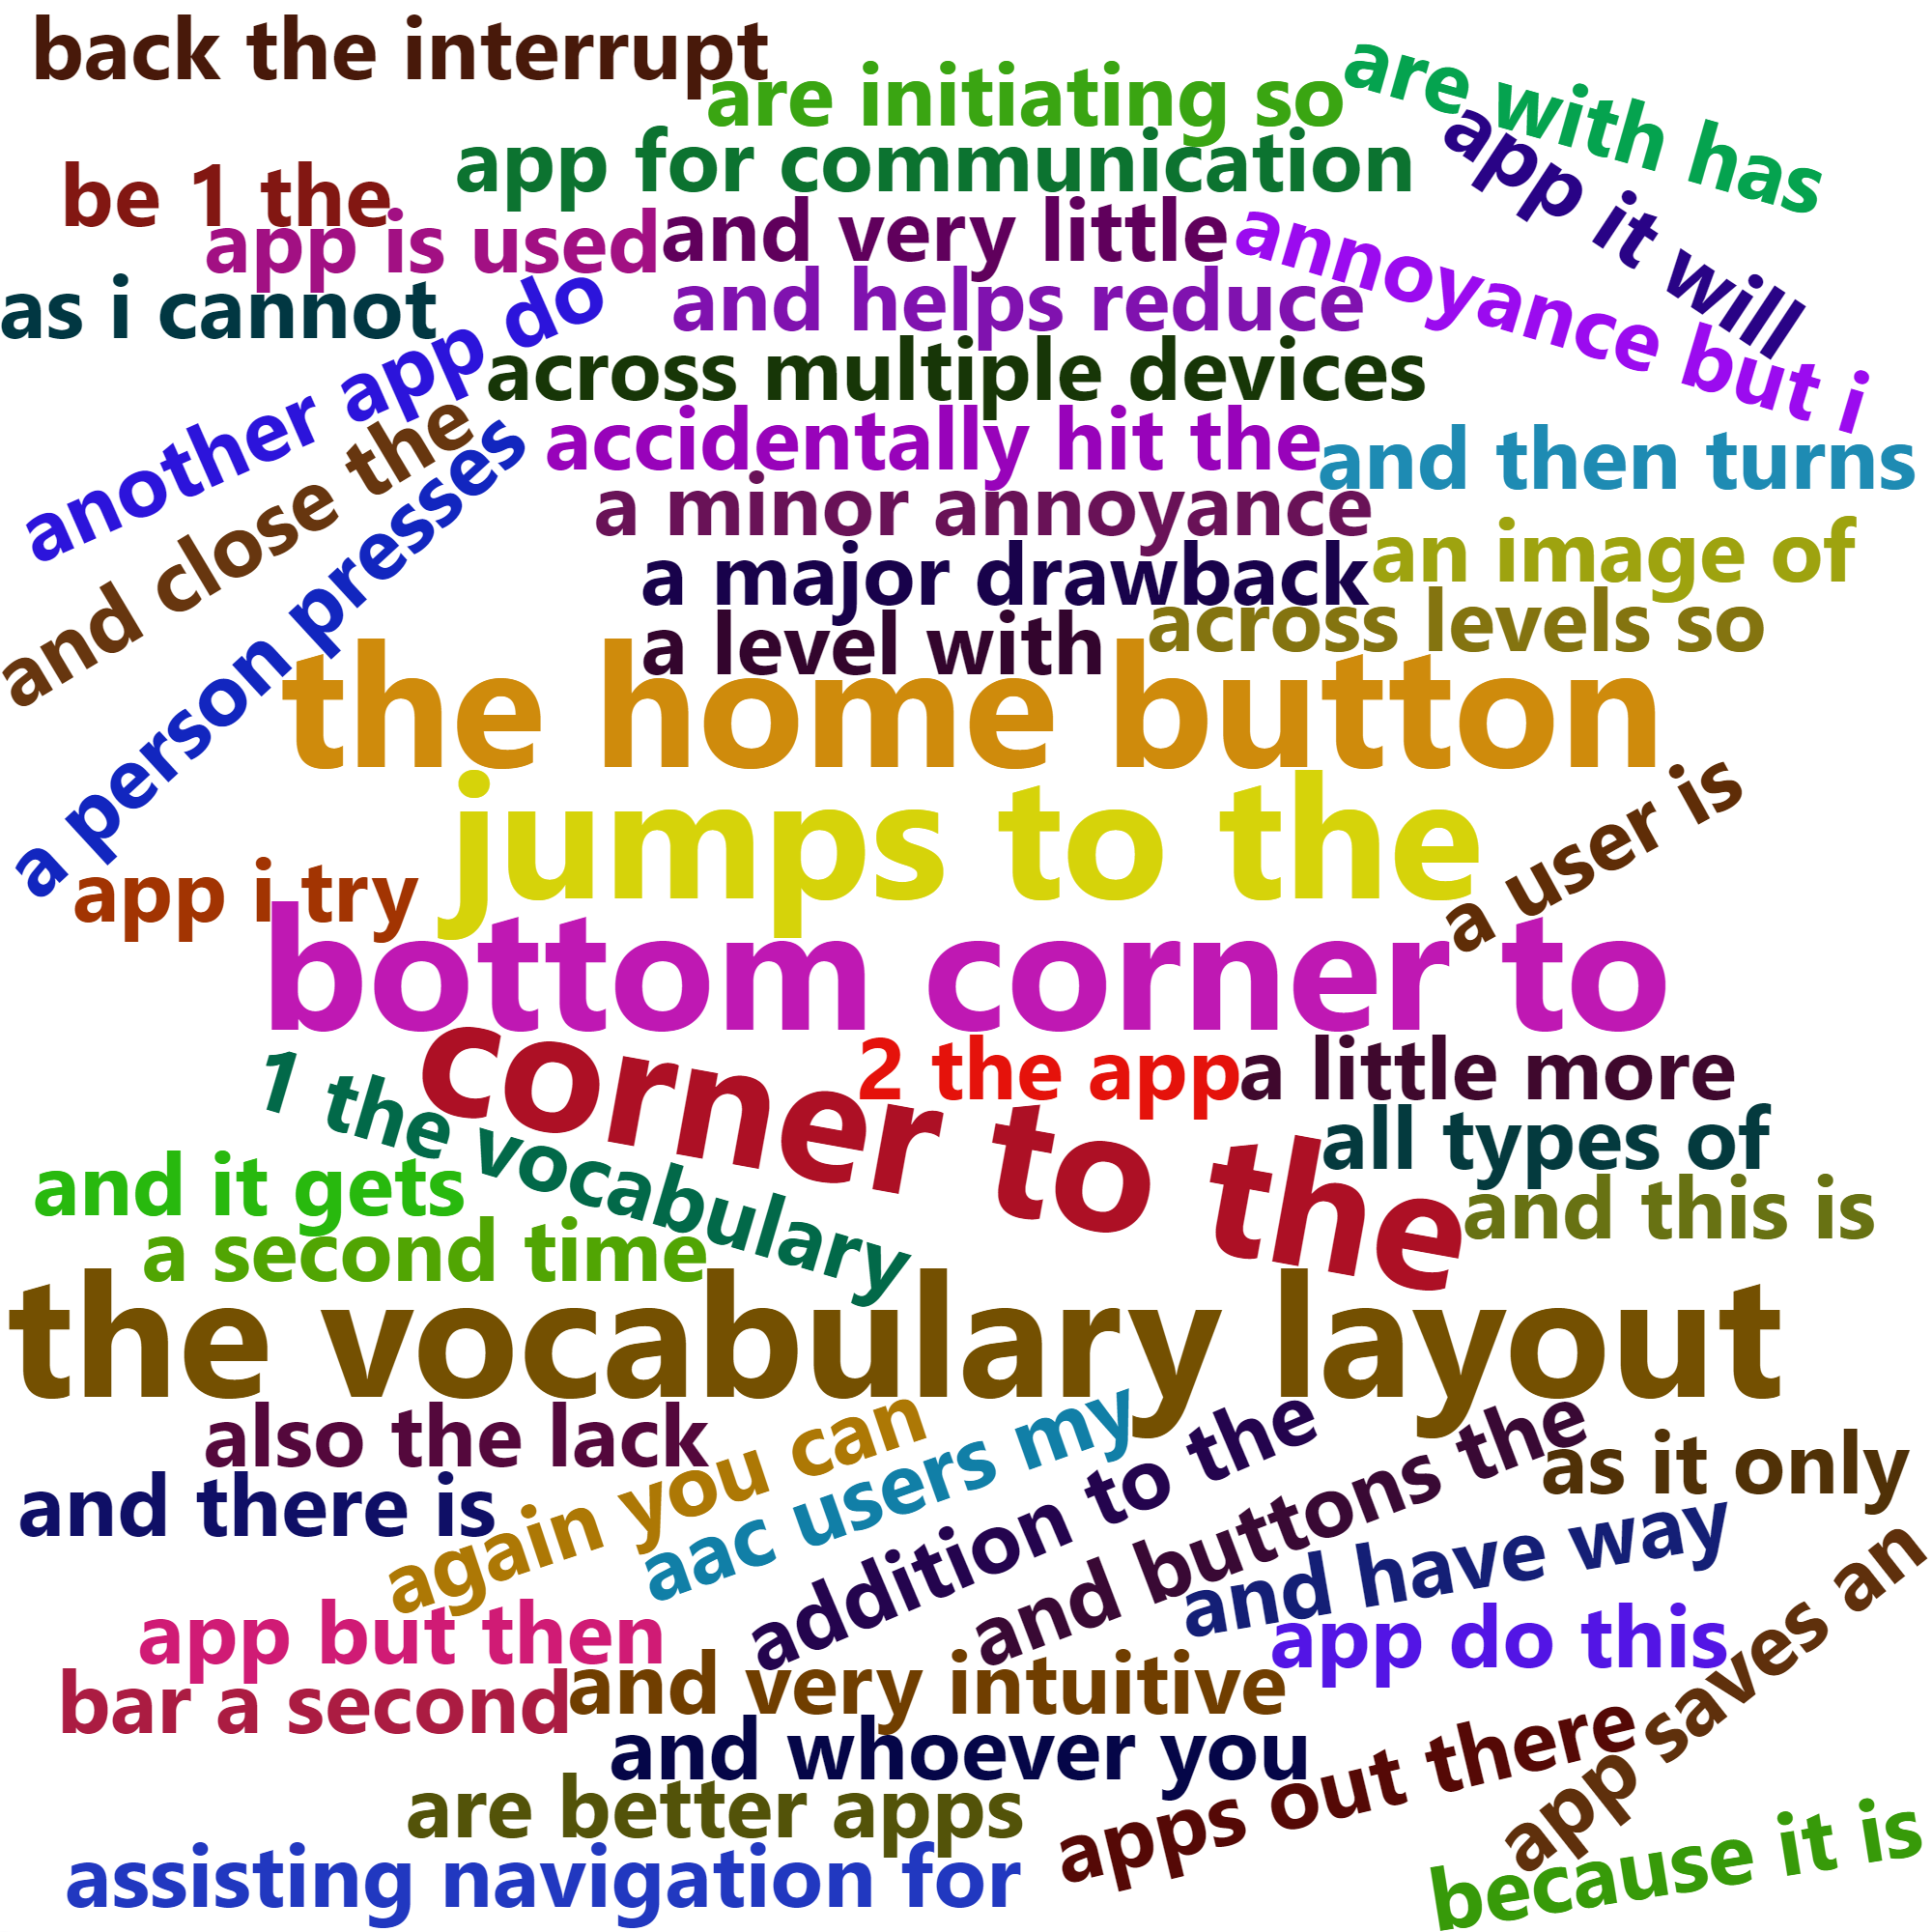 back the interrupt
are initiating so
are with has
app for communication
app it will
be 1 the
app is used
and very little
annoyance but i
as i cannot
another app do
and helps reduce
across multiple devices
and close the
accidentally hit the
and then turns
a person presses
a minor annoyance
a major drawback
an image of
a level with
across levels so
the home button
jumps to the
a user is
app i try
bottom corner to
corner to the
2 the app
a little more
1 the vocabulary
all types of
and it gets
and this is
a second time
the vocabulary layout
also the lack
again you can
aac users my
addition to the
and buttons the
as it only
and there is
and have way
app but then
app do this
app saves an
bar a second
and very intuitive
and whoever you
apps out there
are better apps
assisting navigation for
because it is